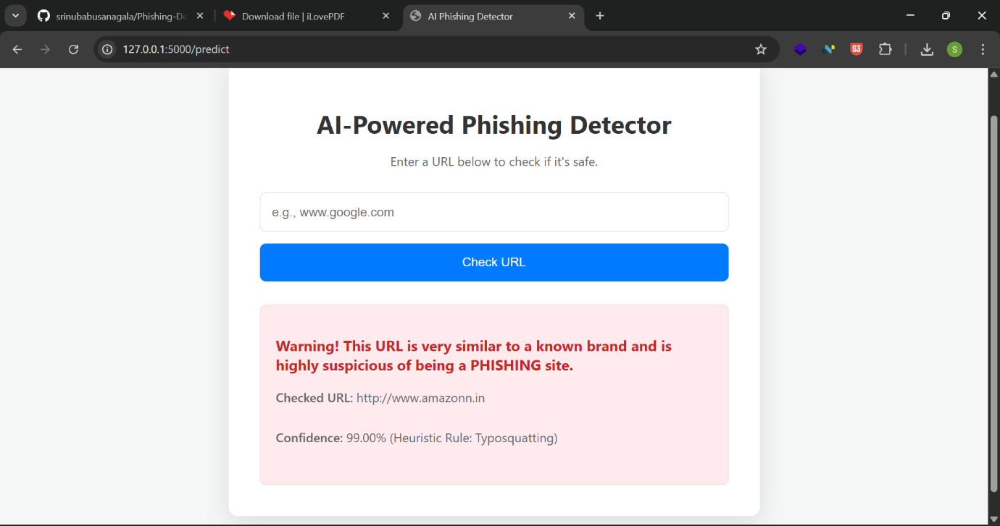 srinubabusanagala/Phishing-De
Download file | iLovePDF
AI Phishing Detector
127.0.0.1:5000/predict
S3
S
AI-Powered Phishing Detector
Enter a URL below to check if it's safe.
e.g., www.google.com
Check URL
Warning! This URL is very similar to a known brand and is
highly suspicious of being a PHISHING site.
Checked URL: http://www.amazonn.in
Confidence: 99.00% (Heuristic Rule: Typosquatting)